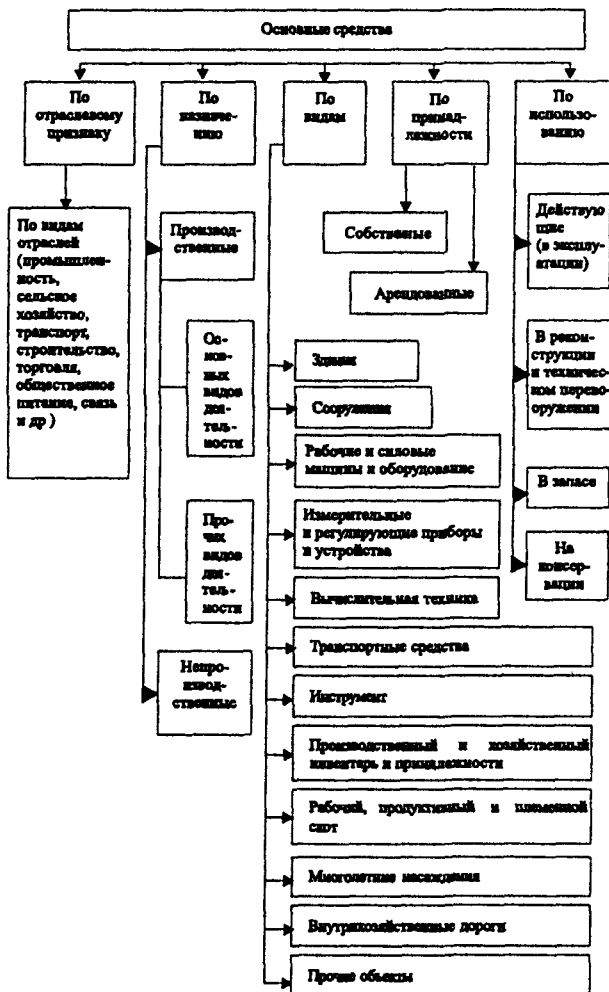 Основные средства
По
отраслевому
признаку
По
назначе-
нию
По
видам
По
принад-
лежности
По
использо-
ванию
По видам
отраслей
(промышлен-
ность,
сельское
хозяйство,
транспорт,
строительство,
торговля,
общественное
питание, связь
и др )
Производ-
ственные
Ос-
нов-
ных
видов
дея-
тель-
ности
Про-
чих
видов
дея-
тель-
ности
Непро-
извод-
ственные
Здания
Сооружения
Рабочие и силовые
машины и оборудование
Измерительные
и регулирующие приборы
и устройства
Вычислительная техника
Транспортные средства
Инструмент
Производственный и хозяйственный
инвентарь и принадлежности
Рабочий, продуктивный и племенной
скот
Многолетние насаждения
Внутрихозяйственные дороги
Прочие объекты
Собственные
Арендованные
Действую
щие
(в эксплу-
атации)
В рекон-
струкции
и техничес-
ком перево-
оружении
В запасе
На
консер-
вации